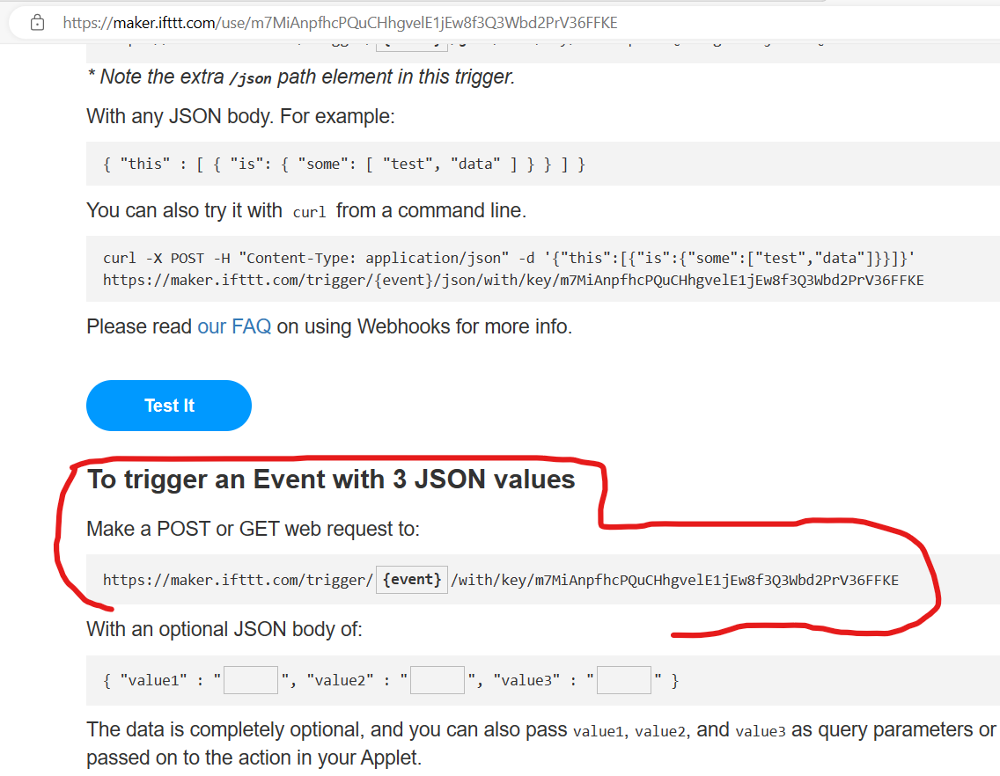 https://maker.ifttt.com/use/m7MiAnpfhcPQuCHhgvelE1jEw8f3Q3Wbd2PrV36FFKE
* Note the extra /json path element in this trigger.
With any JSON body. For example:
{ "this" : [ { "is": { "some": [ "test", "data" ] } } ] }
You can also try it with curl from a command line.
curl -X POST -H "Content-Type: application/json" -d '{"this":[{"is":{"some":["test","data"]}}]}'
https://maker.ifttt.com/trigger/{event}/json/with/key/m7MiAnpfhcPQuCHhgvelE1jEw8f3Q3Wbd2PrV36FFKE
Please read our FAQ on using Webhooks for more info.
Test It
To trigger an Event with 3 JSON values
Make a POST or GET web request to:
https://maker.ifttt.com/trigger/ {event} /with/key/m7MiAnpfhcPQuCHhgvelE1jEw8f3Q3Wbd2PrV36FFKE
With an optional JSON body of:
{ "value1" : " ", "value2" : " ", "value3" : " " }
The data is completely optional, and you can also pass value1, value2, and value3 as query parameters or
passed on to the action in your Applet.